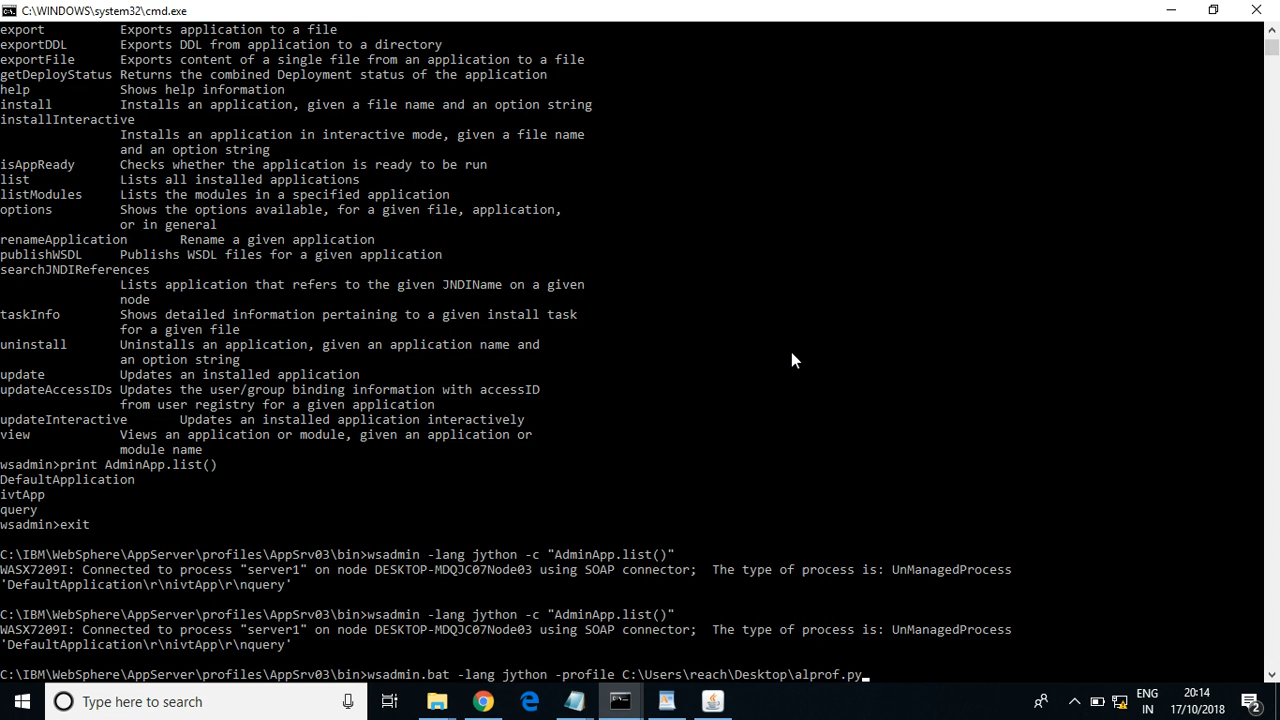 C:\WINDOWS\system32\cmd.exe
export          Exports application to a file
exportDDL       Exports DDL from application to a directory
exportFile      Exports content of a single file from an application to a file
getDeployStatus Returns the combined Deployment status of the application
help            Shows help information
install         Installs an application, given a file name and an option string
installInteractive
                Installs an application in interactive mode, given a file name
                and an option string
isAppReady      Checks whether the application is ready to be run
list            Lists all installed applications
listModules     Lists the modules in a specified application
options         Shows the options available, for a given file, application,
                or in general
renameApplication       Rename a given application
publishWSDL     Publishs WSDL files for a given application
searchJNDIReferences
                Lists application that refers to the given JNDIName on a given
                node
taskInfo        Shows detailed information pertaining to a given install task
                for a given file
uninstall       Uninstalls an application, given an application name and
                an option string
update          Updates an installed application
updateAccessIDs Updates the user/group binding information with accessID
                from user registry for a given application
updateInteractive       Updates an installed application interactively
view            Views an application or module, given an application or
                module name
wsadmin>print AdminApp.list()
DefaultApplication
ivtApp
query
wsadmin>exit
C:\IBM\WebSphere\AppServer\profiles\AppSrv03\bin>wsadmin -lang jython -c "AdminApp.list()"
WASX7209I: Connected to process "server1" on node DESKTOP-MDQJC07Node03 using SOAP connector;  The type of process is: UnManagedProcess
'DefaultApplication\r\nivtApp\r\nquery'
C:\IBM\WebSphere\AppServer\profiles\AppSrv03\bin>wsadmin -lang jython -c "AdminApp.list()"
WASX7209I: Connected to process "server1" on node DESKTOP-MDQJC07Node03 using SOAP connector;  The type of process is: UnManagedProcess
'DefaultApplication\r\nivtApp\r\nquery'
C:\IBM\WebSphere\AppServer\profiles\AppSrv03\bin>wsadmin.bat -lang jython -profile C:\Users\reach\Desktop\alprof.py
Type here to search
ENG 20:14
IN 17/10/2018
2